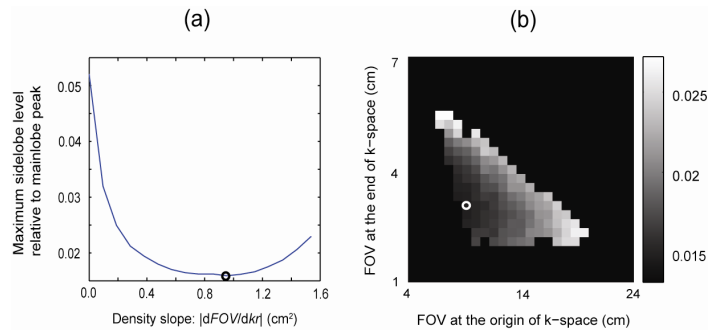 (a)
Maximum sidelobe level
relative to mainlobe peak
0.05
0.04
0.03
0.02
0.0 0.4 0.8 1.2 1.6
Density slope: |dFOV/dkr| (cm²)
(b)
FOV at the end of k−space (cm)
7
4
1
4 14 24
FOV at the origin of k−space (cm)
0.025
0.02
0.015